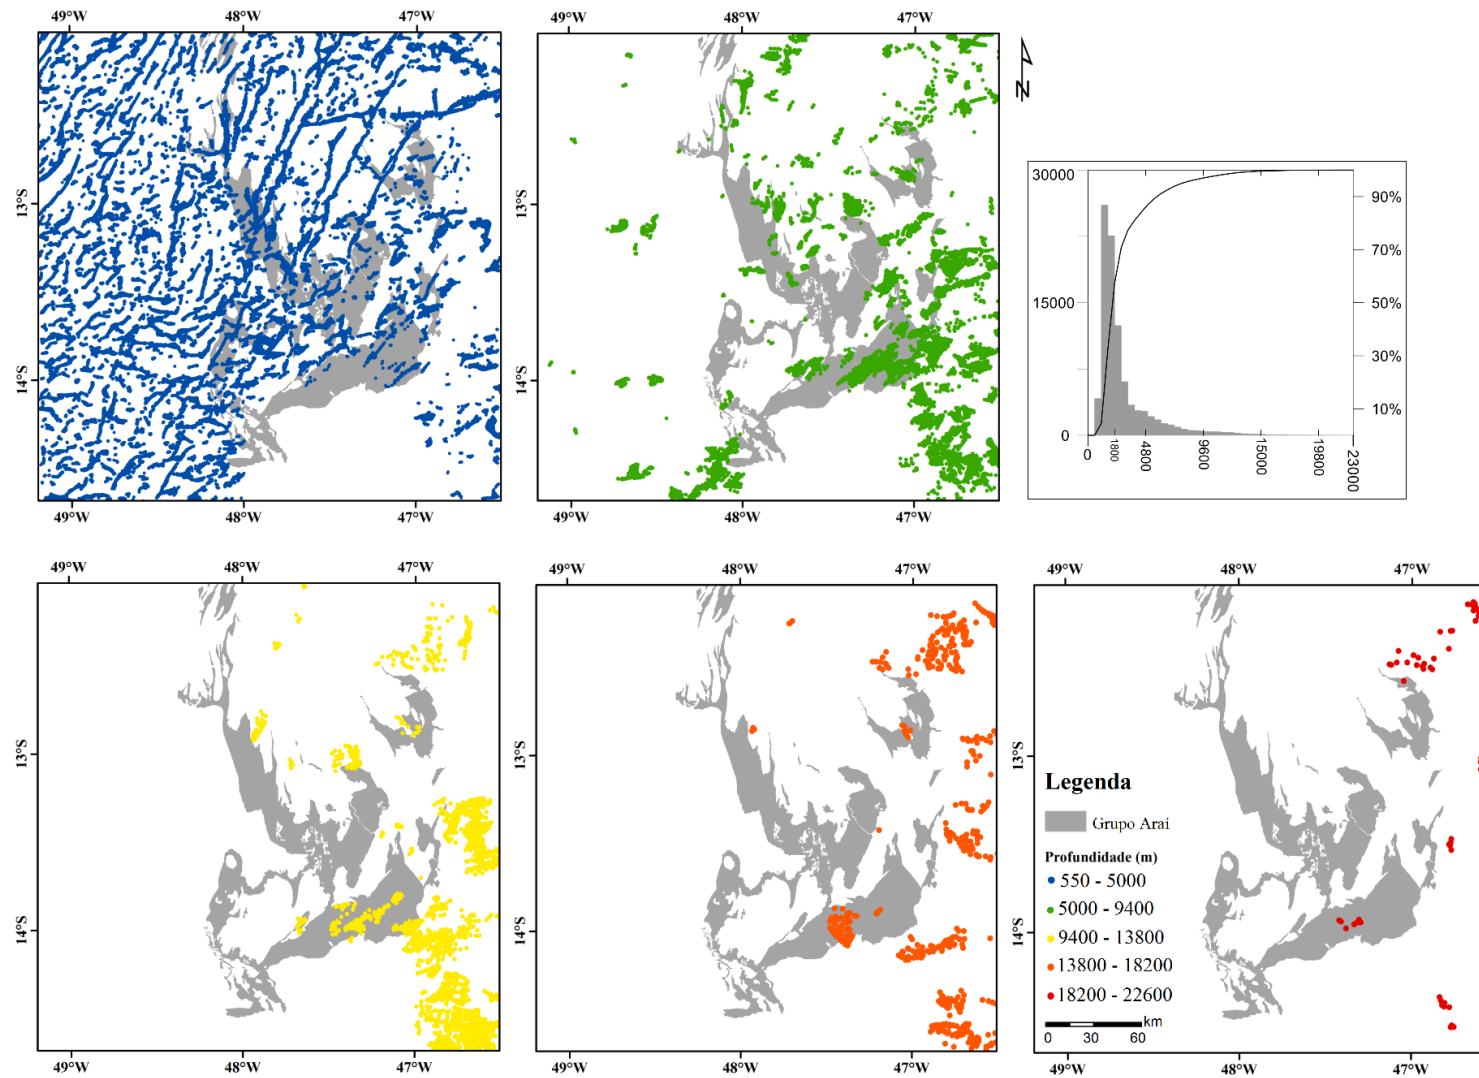 49°W 48°W 47°W
49°W 48°W 47°W
13°S
14°S
13°S
14°S
49°W 48°W 47°W
49°W 48°W 47°W
N
30000
15000
0
90%
70%
50%
30%
10%
0 1800 4800 9600 15000 19800 23000
49°W 48°W 47°W
49°W 48°W 47°W
49°W 48°W 47°W
13°S
14°S
13°S
14°S
13°S
14°S
Legenda
Grupo Araí
Profundidade (m)
550 - 5000
5000 - 9400
9400 - 13800
13800 - 18200
18200 - 22600
km
0 30 60
49°W 48°W 47°W
49°W 48°W 47°W
49°W 48°W 47°W